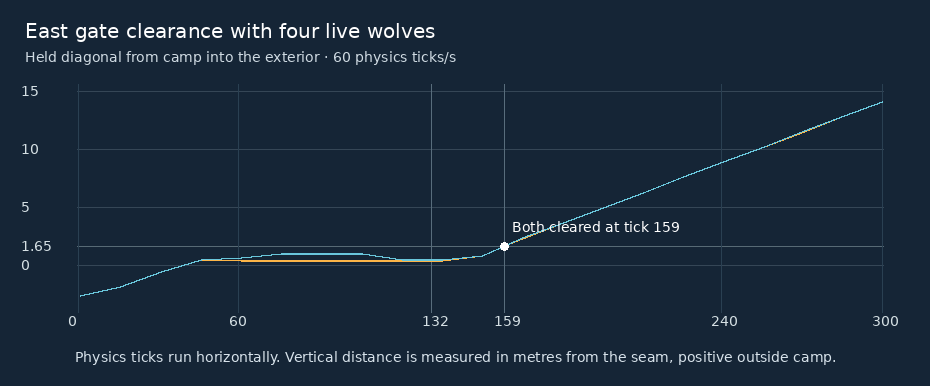 East gate clearance with four live wolves
Held diagonal from camp into the exterior · 60 physics ticks/s
15
10
5
Both cleared at tick 159
1.65
0
0 60 132 159 240 300
Physics ticks run horizontally. Vertical distance is measured in metres from the seam, positive outside camp.